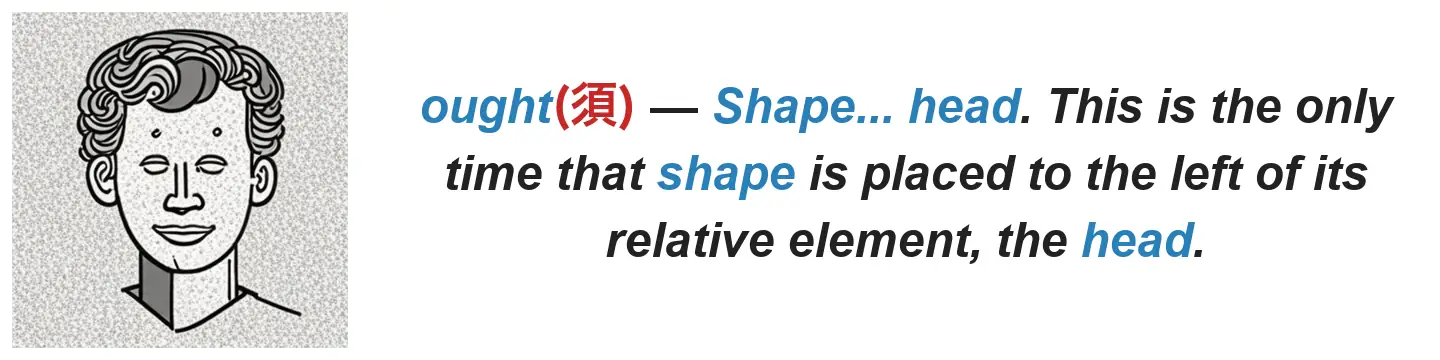 ought(須) — Shape... head. This is the only
time that shape is placed to the left of its
relative element, the head.